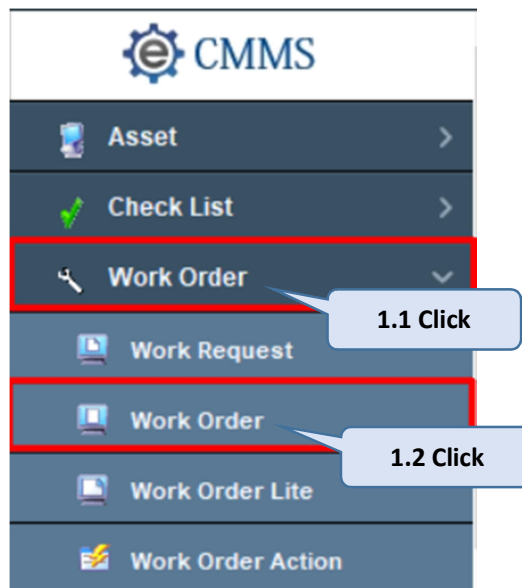 e CMMS
Asset
Check List
Work Order
1.1 Click
Work Request
Work Order
1.2 Click
Work Order Lite
Work Order Action